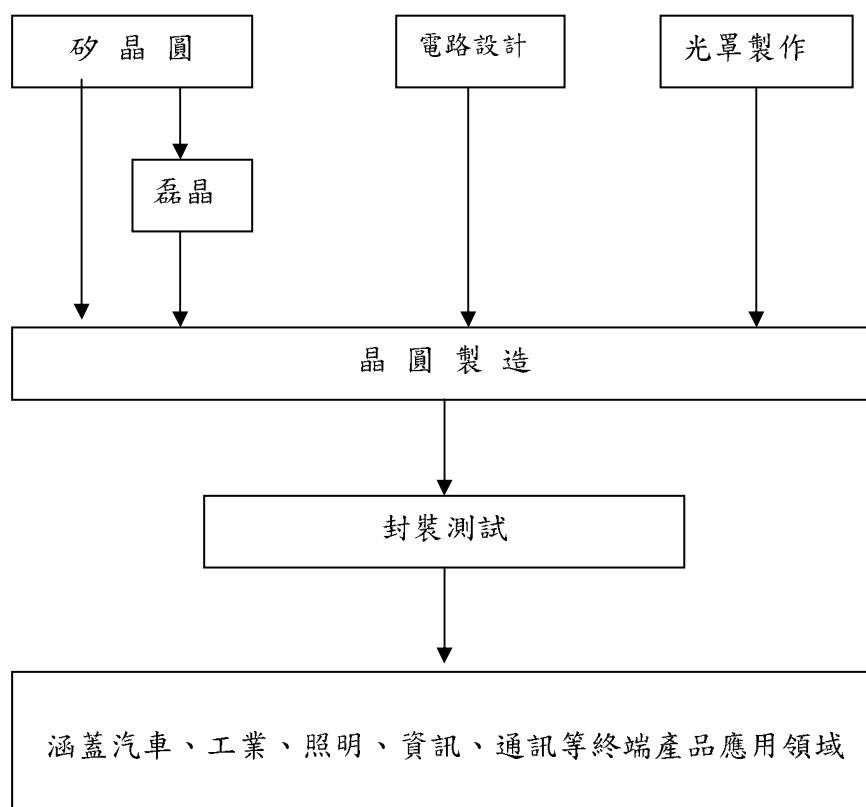 矽晶圓
電路設計
光罩製作
磊晶
晶圓製造
封裝測試
涵蓋汽車、工業、照明、資訊、通訊等終端產品應用領域